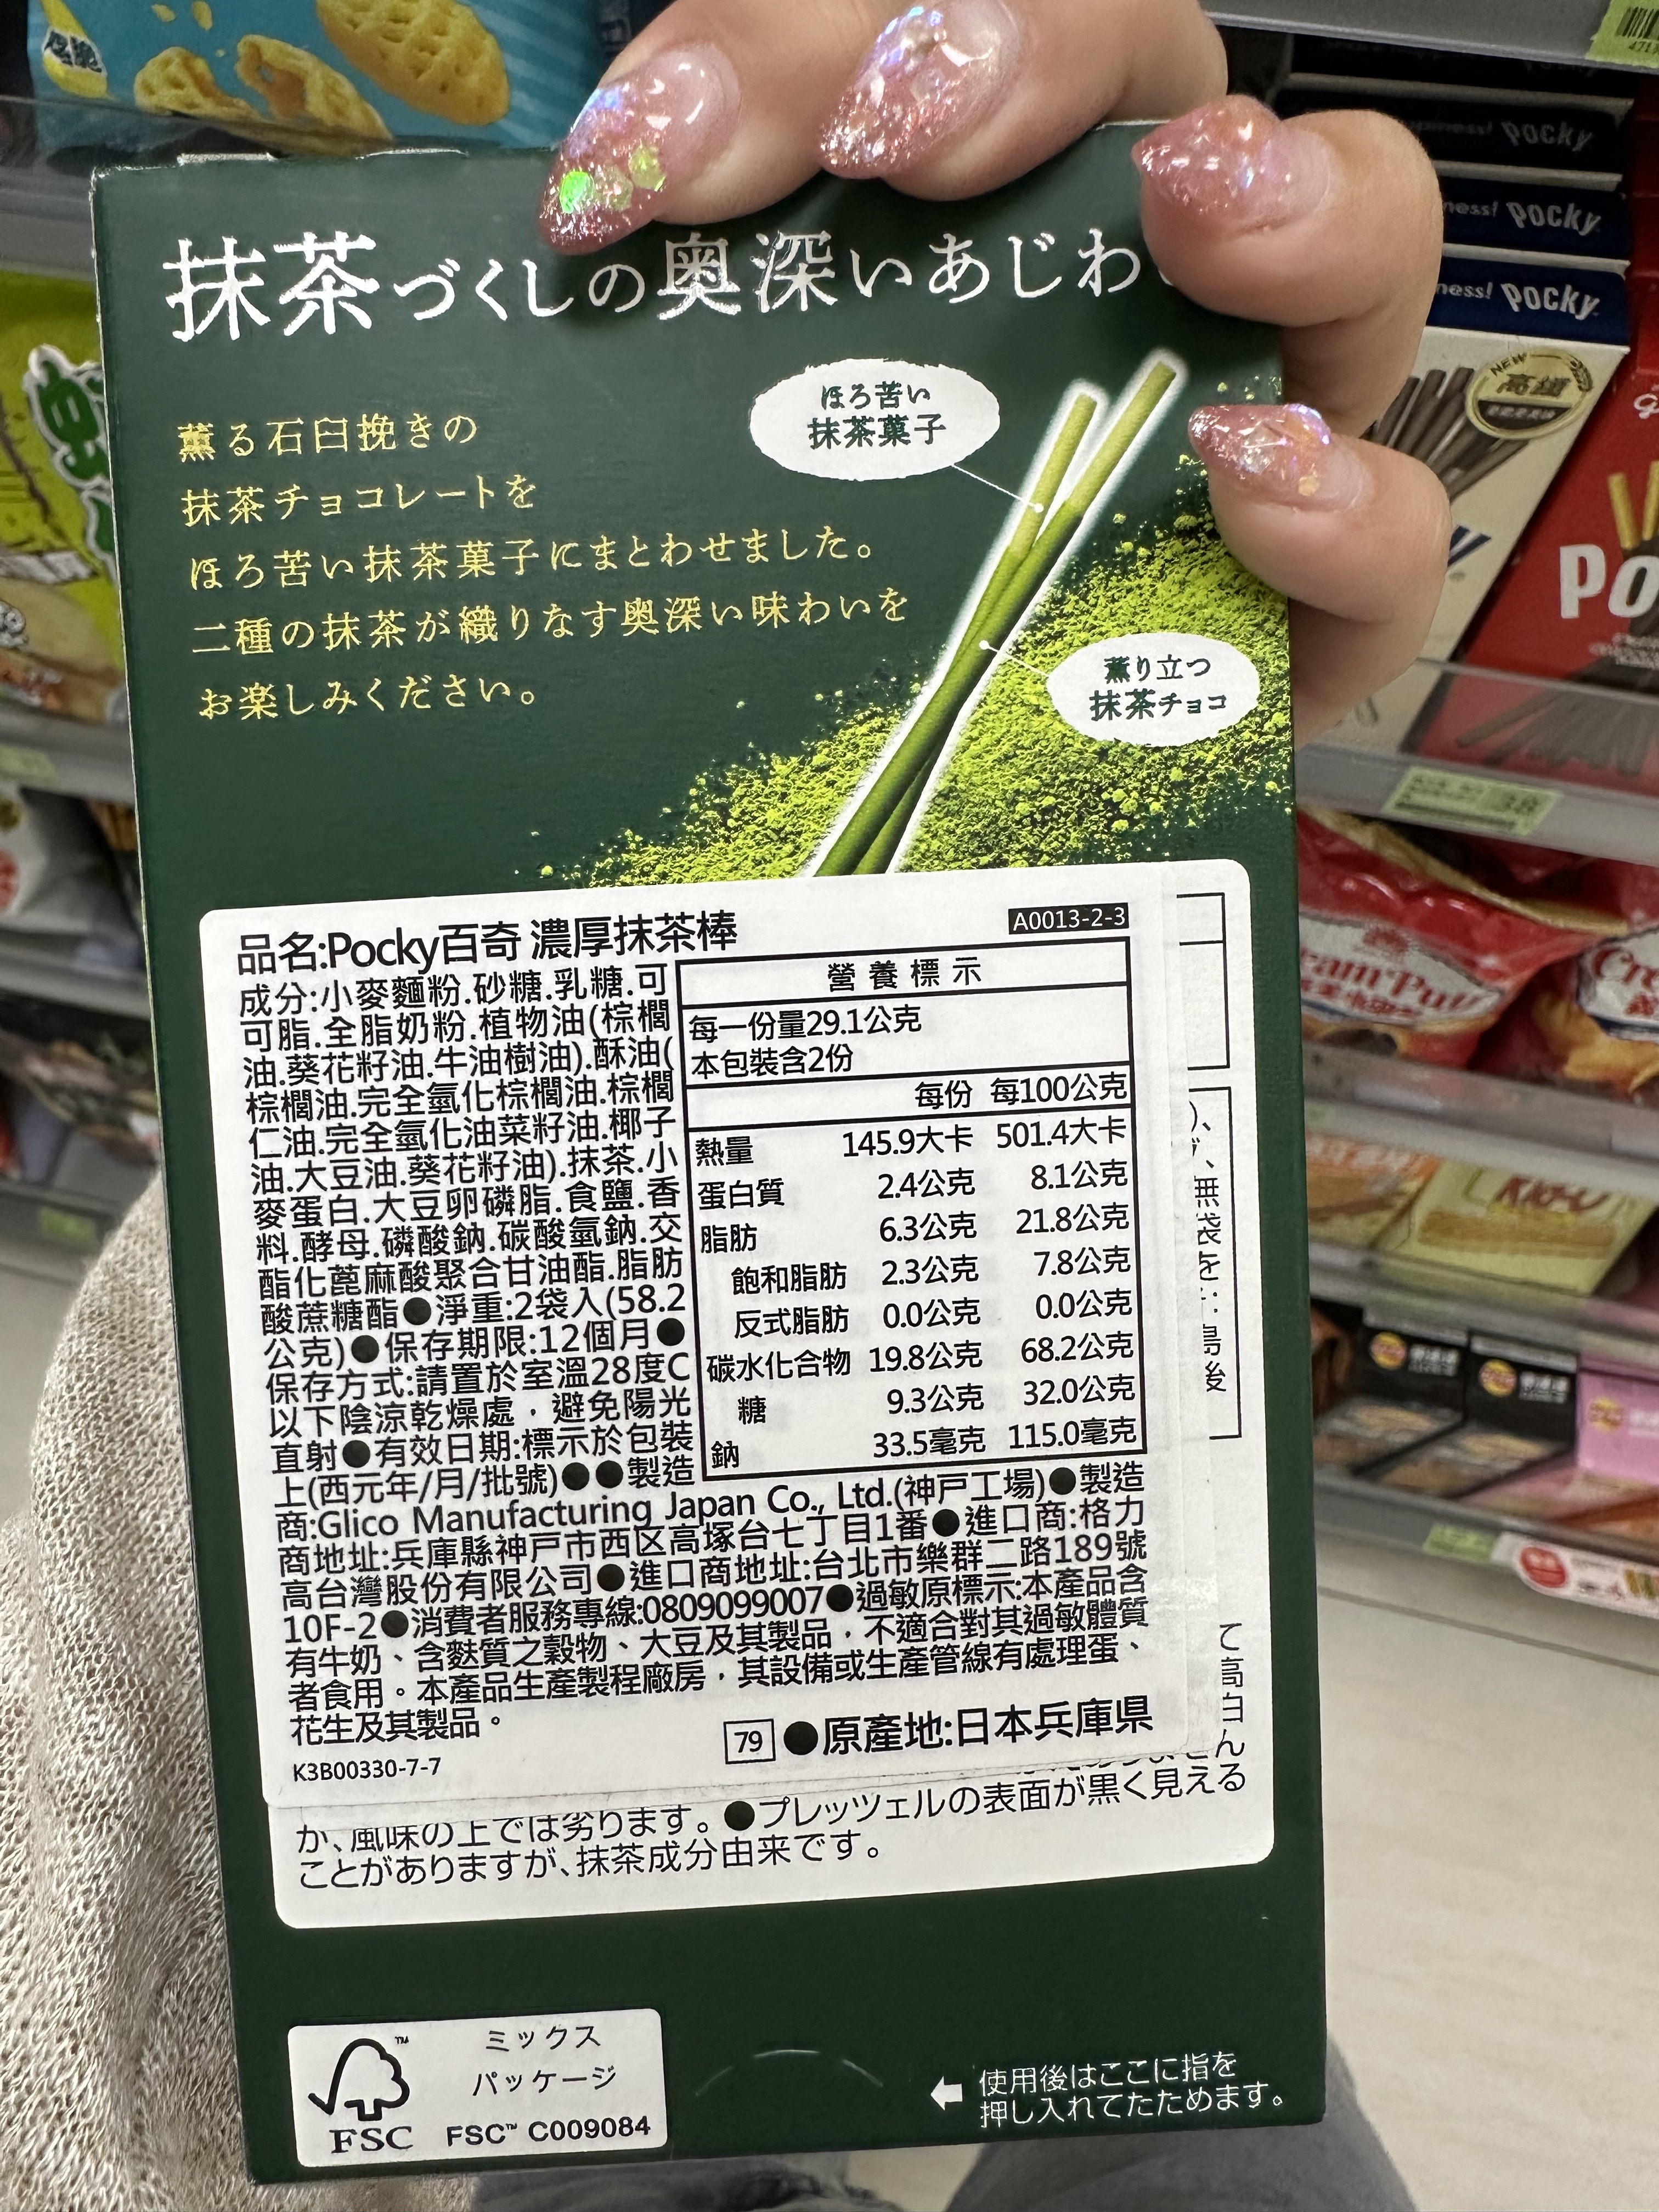 抹茶づくしの奥深いあじわ
薫る石臼挽きの
抹茶チョコレートを
ほろ苦い抹茶菓子にまとわせました。
二種の抹茶が織りなす奥深い味わいを
お楽しみください。
ほろ苦い
抹茶菓子
薫り立つ
抹茶チョコ
品名:Pocky百奇 濃厚抹茶棒
A0013-2-3
成分:小麥麵粉.砂糖.乳糖.可
可脂.全脂奶粉.植物油(棕櫚
油.葵花籽油.牛油樹油).酥油(
棕櫚油.完全氫化棕櫚油.棕櫚
仁油.完全氫化油菜籽油.椰子
油.大豆油.葵花籽油).抹茶.小
麥蛋白.大豆卵磷脂.食鹽.香
料.酵母.磷酸鈉.碳酸氫鈉.交
酯化蓖麻酸聚合甘油酯.脂肪
酸蔗糖酯●淨重:2袋入(58.2
公克)●保存期限:12個月●
保存方式:請置於室溫28度C
以下陰涼乾燥處，避免陽光
直射●有效日期:標示於包裝
上(西元年/月/批號)●●製造
商:Glico Manufacturing Japan Co., Ltd.(神戸工場)●製造
商地址:兵庫縣神戸市西区高塚台七丁目1番●進口商:格力
高台灣股份有限公司●進口商地址:台北市樂群二路189號
10F-2●消費者服務專線:0809099007●過敏原標示:本產品含
有牛奶、含麩質之穀物、大豆及其製品，不適合對其過敏體質
者食用。本產品生產製程廠房，其設備或生產管線有處理蛋、
花生及其製品。
營養標示
每一份量29.1公克
本包裝含2份
每份 每100公克
熱量 145.9大卡 501.4大卡
蛋白質 2.4公克 8.1公克
脂肪 6.3公克 21.8公克
飽和脂肪 2.3公克 7.8公克
反式脂肪 0.0公克 0.0公克
碳水化合物 19.8公克 68.2公克
糖 9.3公克 32.0公克
鈉 33.5毫克 115.0毫克
79 ●原產地:日本兵庫県
K3B00330-7-7
か、風味の上では劣ります。●プレッツェルの表面が黒く見える
ことがありますが、抹茶成分由来です。
FSC
ミックス
パッケージ
FSC™ C009084
使用後はここに指を
押し入れてたためます。
pocky
ness! pocky
ness! pocky
NEW
高纖
Po